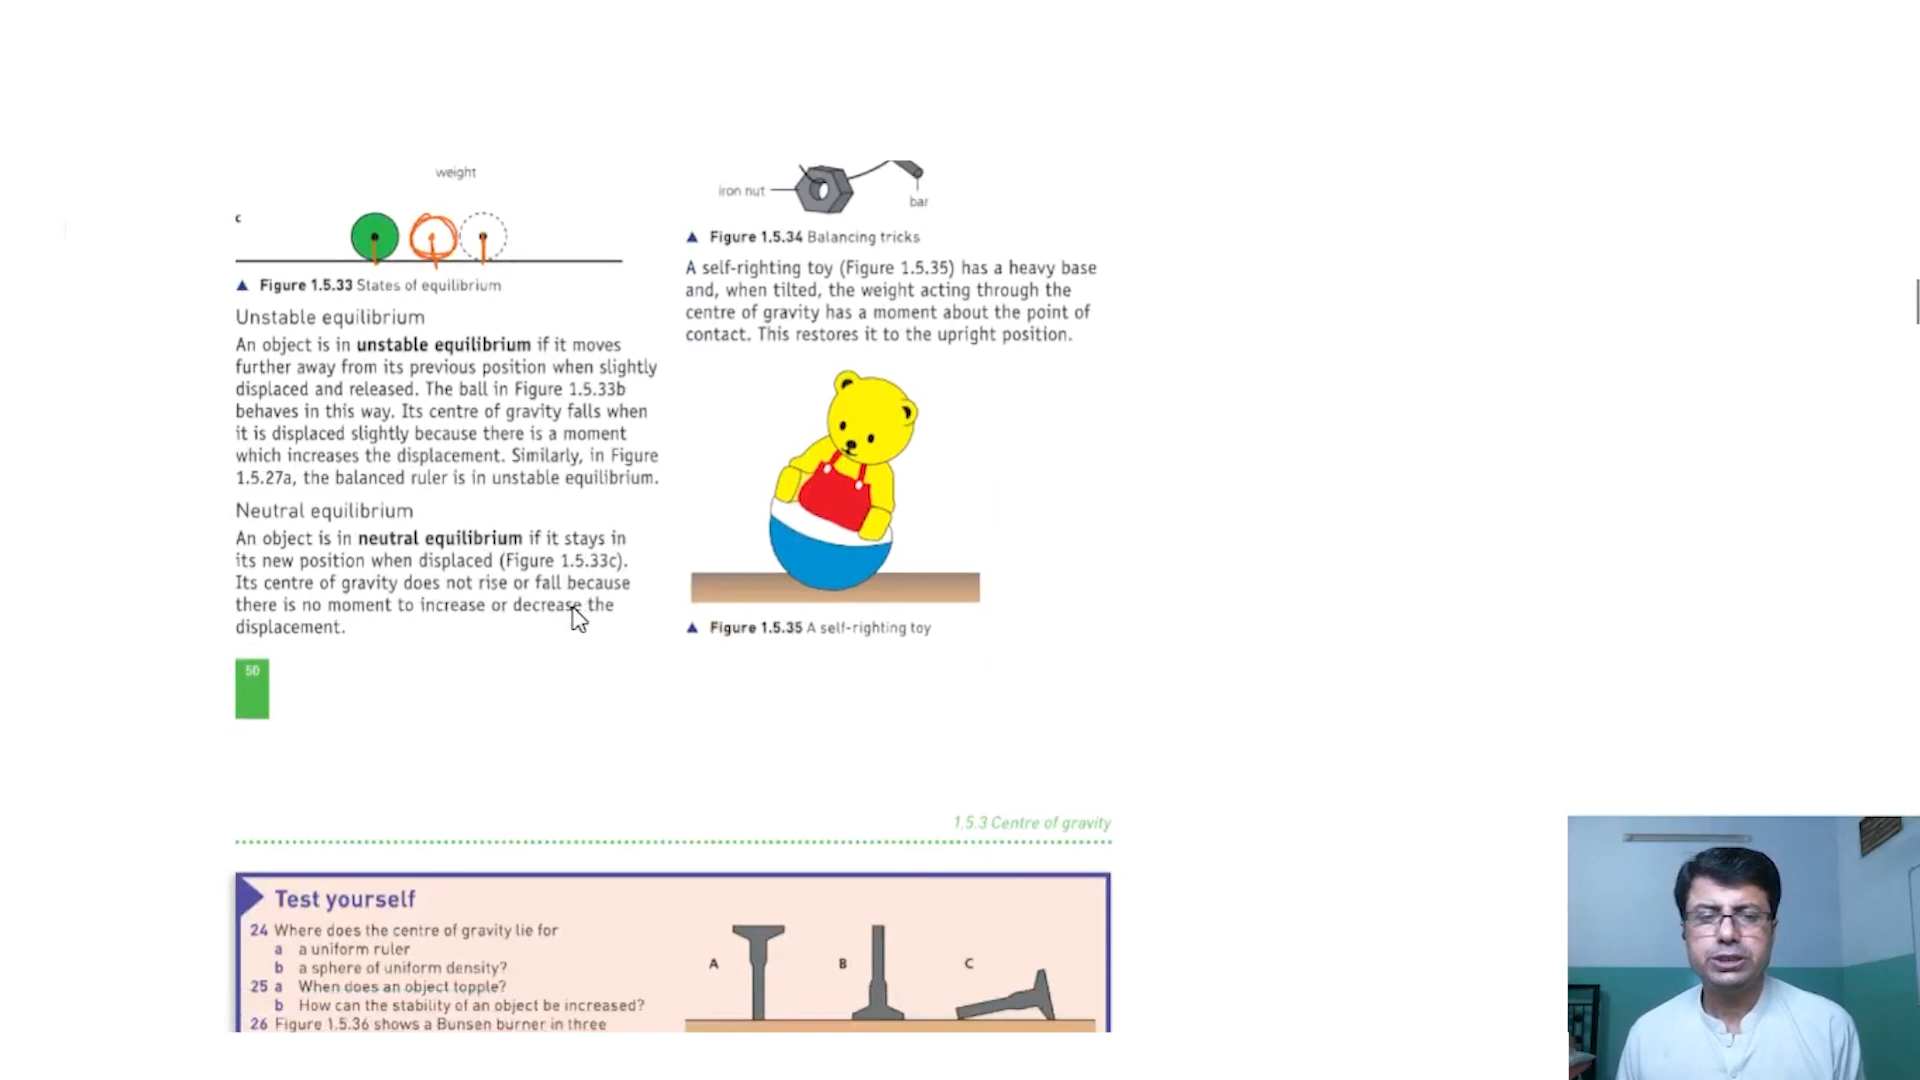 weight
c
▲ Figure 1.5.33 States of equilibrium
Unstable equilibrium
An object is in unstable equilibrium if it moves
further away from its previous position when slightly
displaced and released. The ball in Figure 1.5.33b
behaves in this way. Its centre of gravity falls when
it is displaced slightly because there is a moment
which increases the displacement. Similarly, in Figure
1.5.27a, the balanced ruler is in unstable equilibrium.
Neutral equilibrium
An object is in neutral equilibrium if it stays in
its new position when displaced (Figure 1.5.33c).
Its centre of gravity does not rise or fall because
there is no moment to increase or decrease the
displacement.
50
iron nut
bar
▲ Figure 1.5.34 Balancing tricks
A self-righting toy (Figure 1.5.35) has a heavy base
and, when tilted, the weight acting through the
centre of gravity has a moment about the point of
contact. This restores it to the upright position.
▲ Figure 1.5.35 A self-righting toy
1.5.3 Centre of gravity
Test yourself
24 Where does the centre of gravity lie for
a a uniform ruler
b a sphere of uniform density?
25 a When does an object topple?
b How can the stability of an object be increased?
26 Figure 1.5.36 shows a Bunsen burner in three
A
B
C